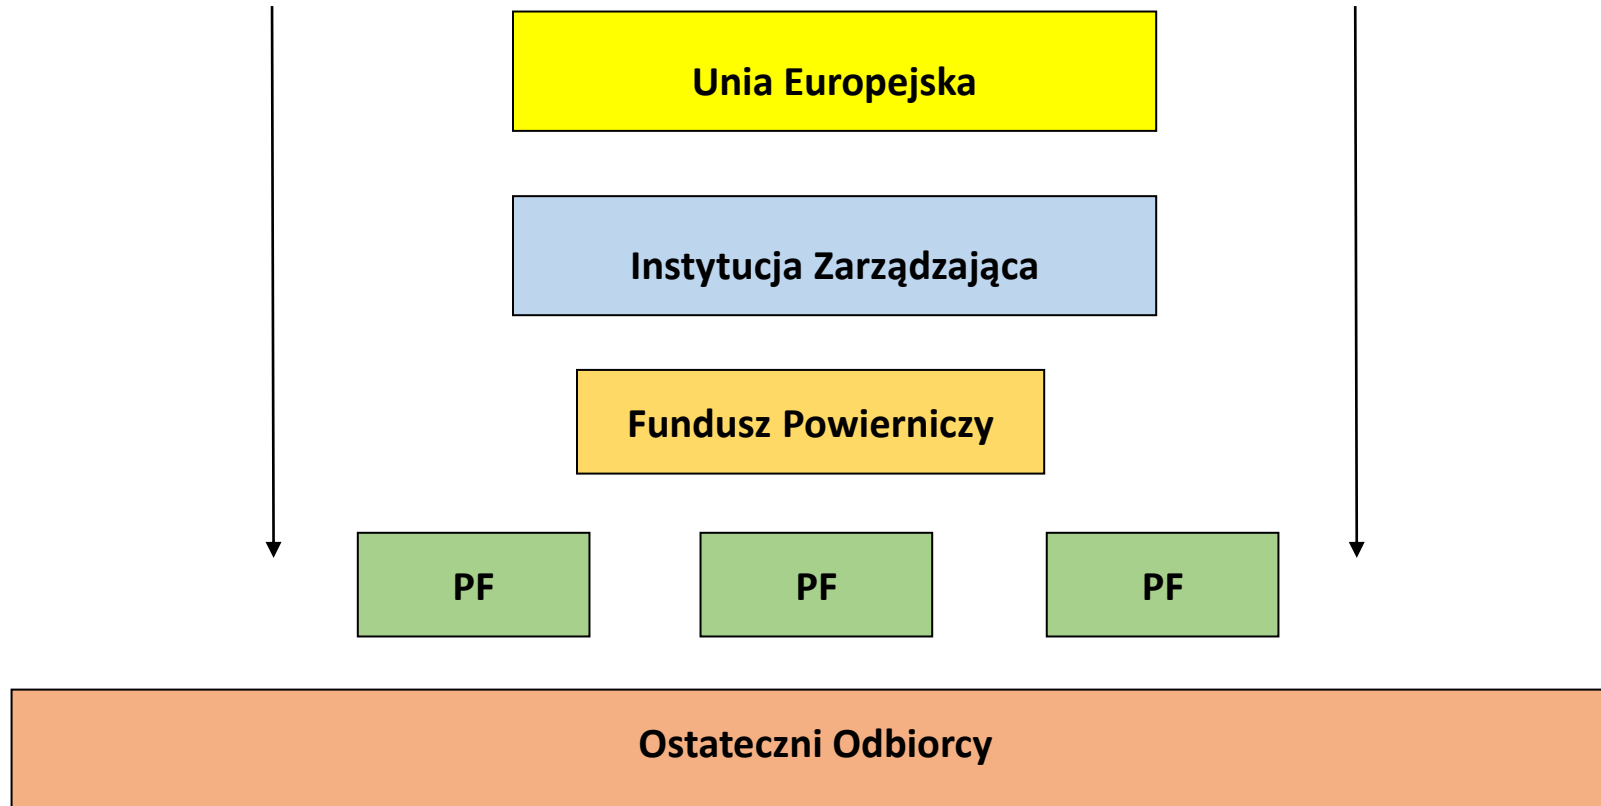 Unia Europejska
Instytucja Zarządzająca
Fundusz Powierniczy
PF PF PF
Ostateczni Odbiorcy